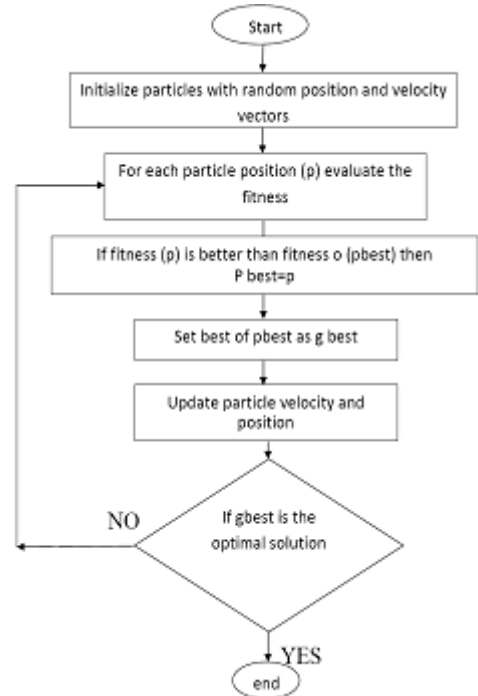 Start
Initialize particles with random position and velocity
vectors
For each particle position (p) evaluate the
fitness
If fitness (p) is better than fitness o (pbest) then
P best=p
Set best of pbest as g best
Update particle velocity and
position
NO
If gbest is the
optimal solution
YES
end